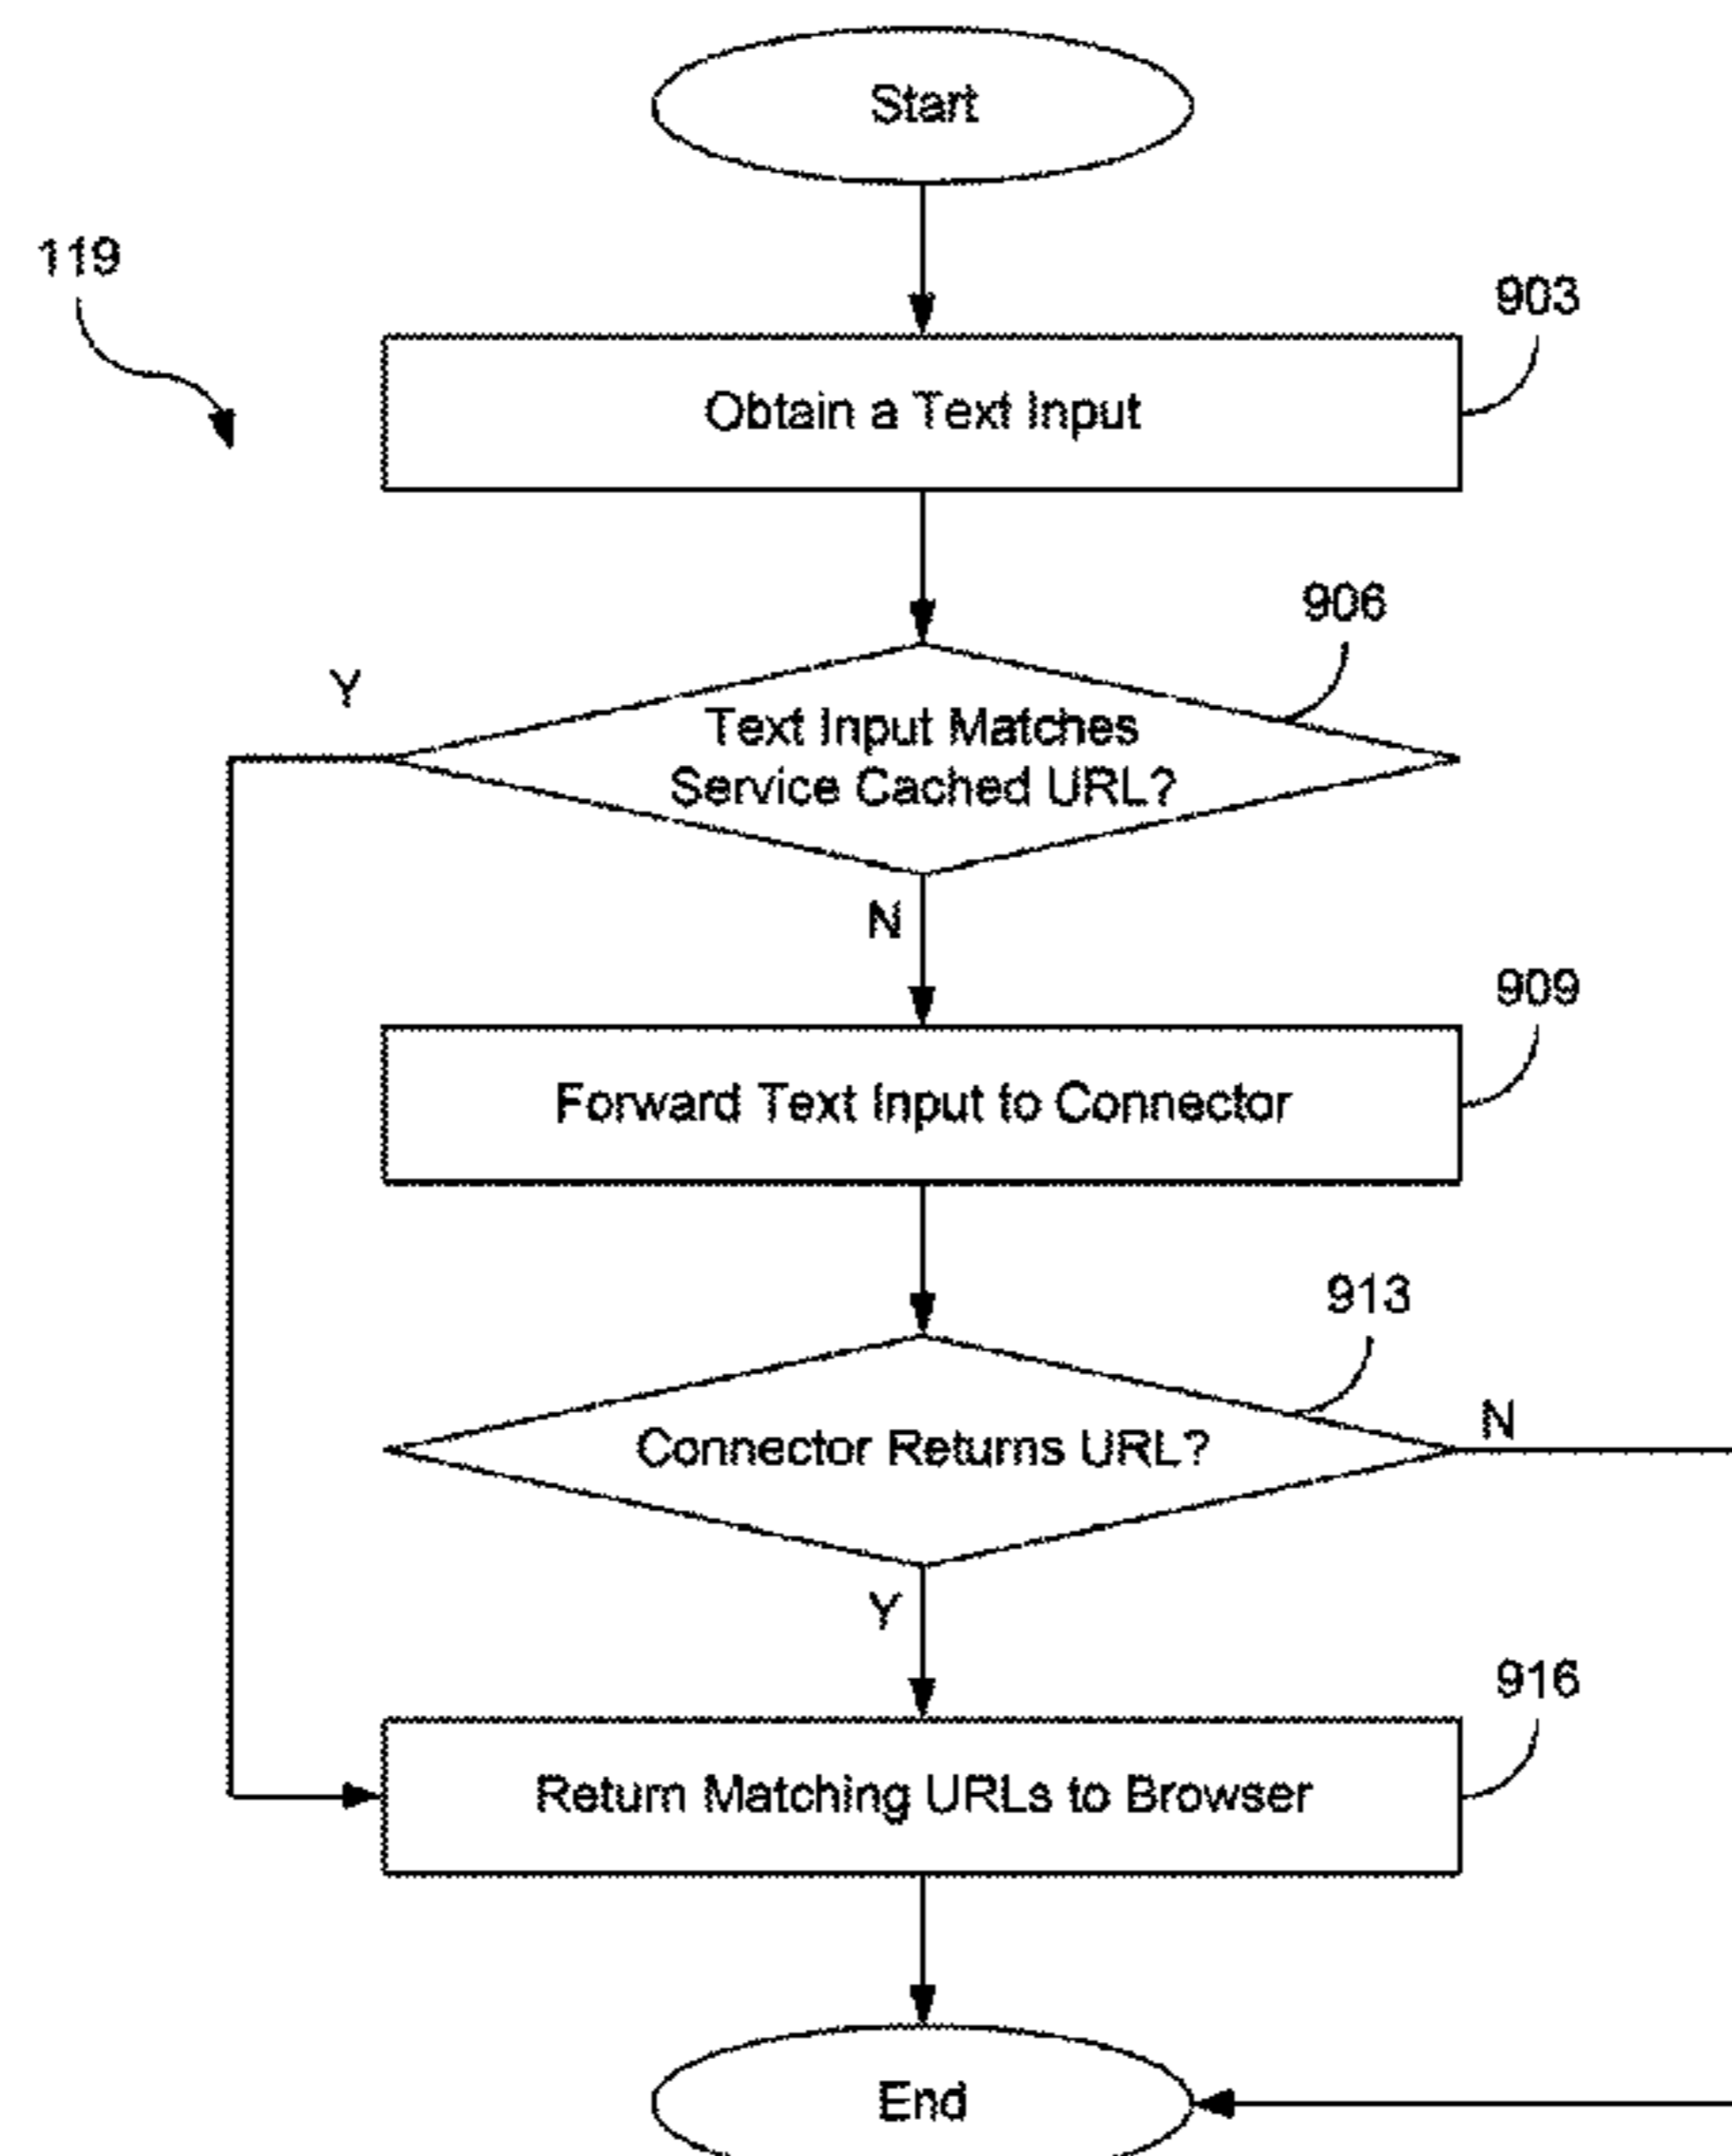 Start
119
903
Obtain a Text Input
906
Y
Text Input Matches
Service Cached URL?
N
909
Forward Text Input to Connector
913
Connector Returns URL?
N
Y
916
Return Matching URLs to Browser
End